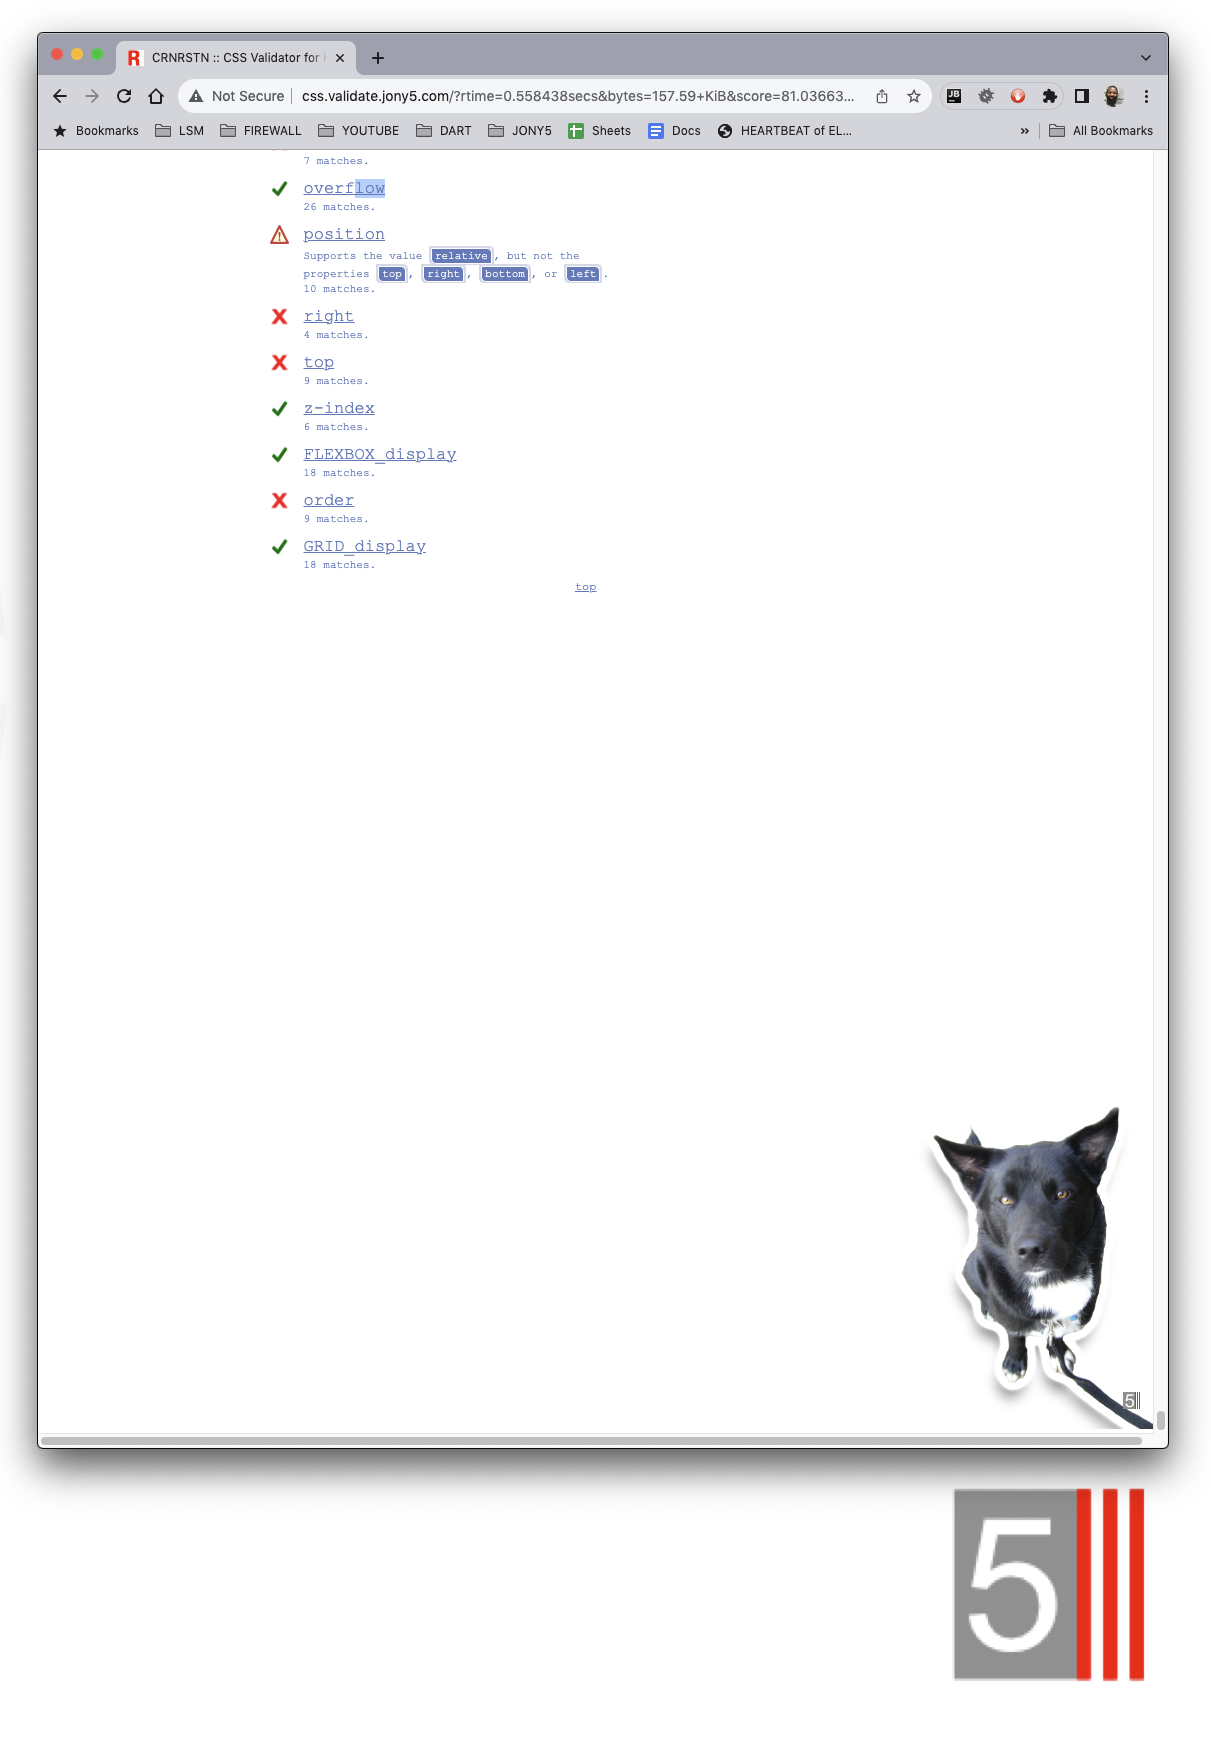 CRNRSTN :: CSS Validator for
Not Secure
css.validate.jony5.com/?rtime=0.558438secs&bytes=157.59+KiB&score=81.03663...
JB
Bookmarks
LSM
FIREWALL
YOUTUBE
DART
JONY5
Sheets
Docs
HEARTBEAT of EL...
»
All Bookmarks
7 matches.
overflow
26 matches.
position
Supports the value relative, but not the
properties top, right, bottom, or left.
10 matches.
right
4 matches.
top
9 matches.
z-index
6 matches.
FLEXBOX_display
18 matches.
order
9 matches.
GRID_display
18 matches.
top
5
5